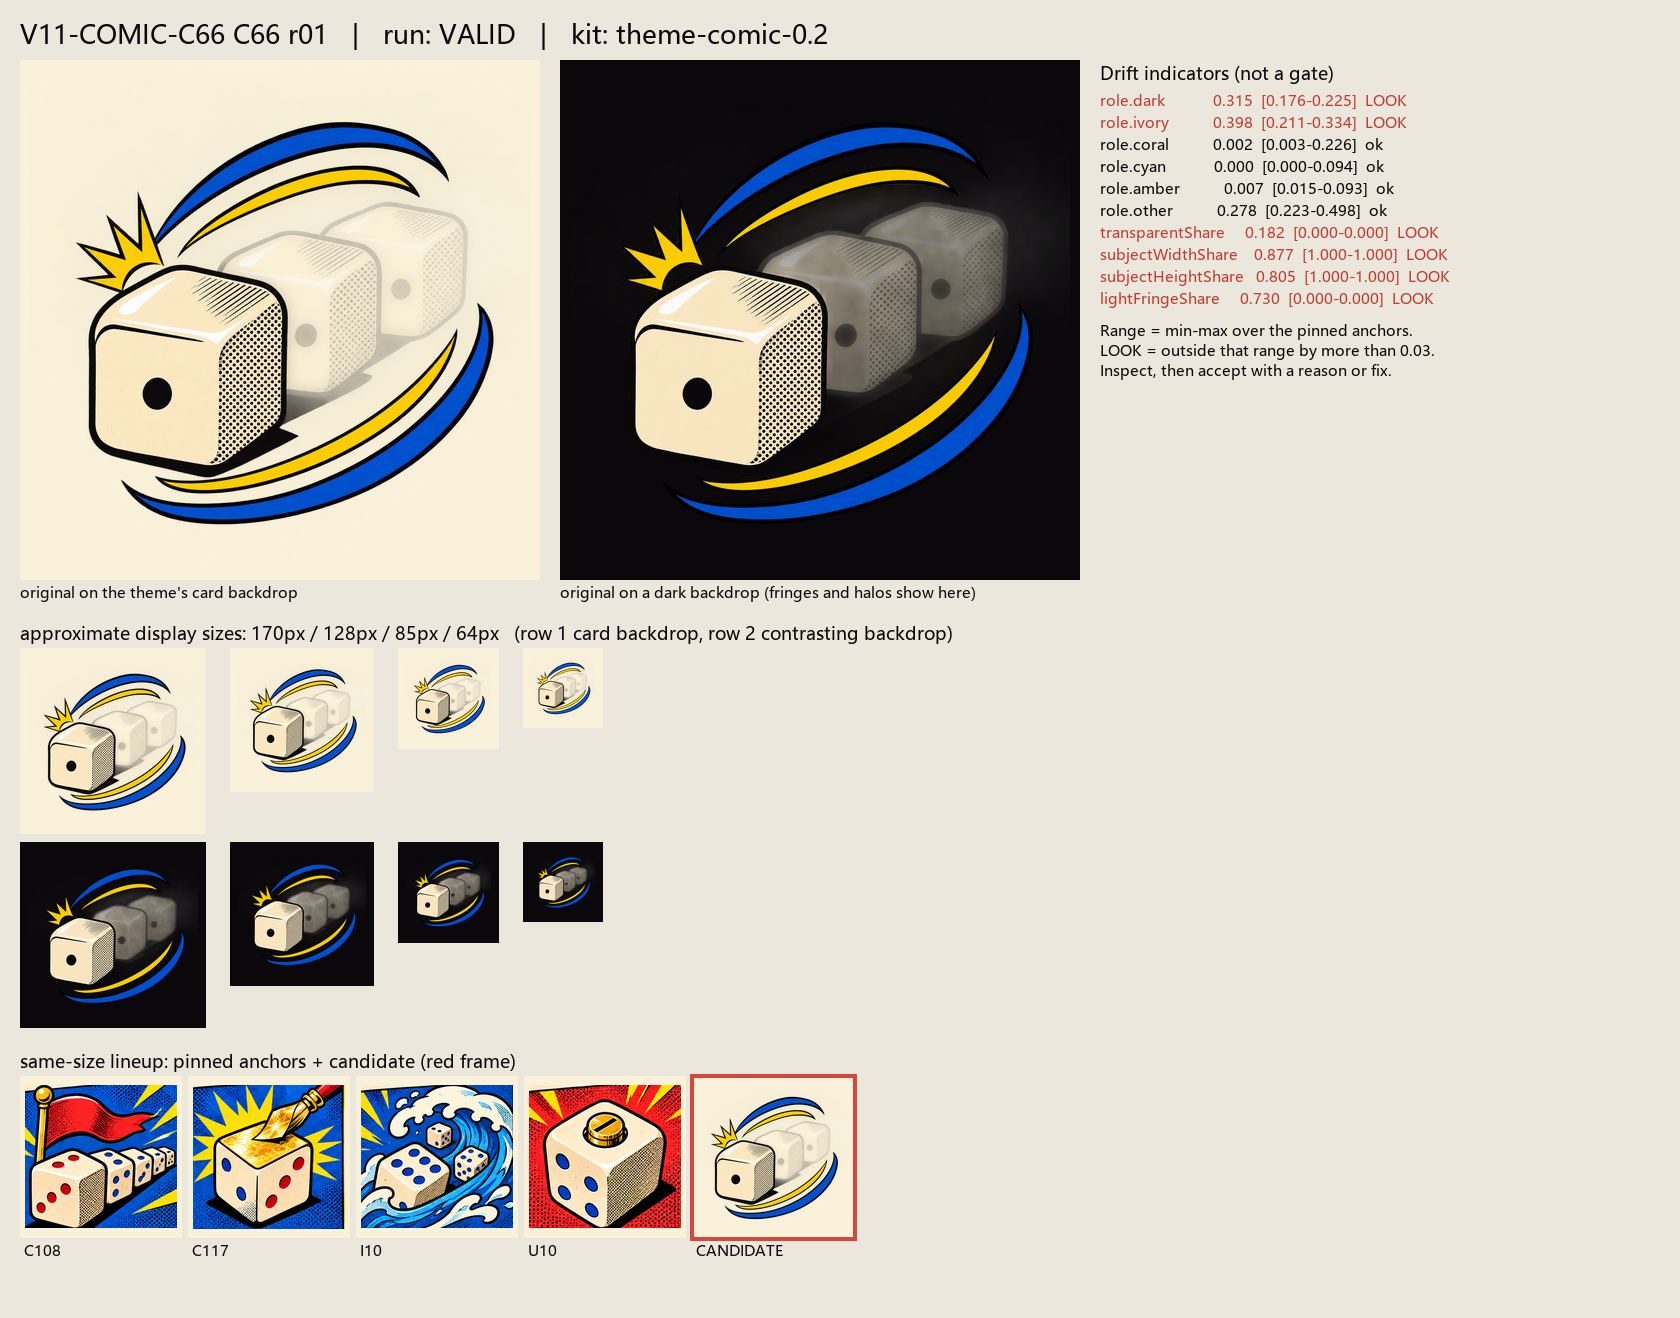 V11-COMIC-C66 C66 r01 | run: VALID | kit: theme-comic-0.2
Drift indicators (not a gate)
role.dark 0.315 [0.176-0.225] LOOK
role.ivory 0.398 [0.211-0.334] LOOK
role.coral 0.002 [0.003-0.226] ok
role.cyan 0.000 [0.000-0.094] ok
role.amber 0.007 [0.015-0.093] ok
role.other 0.278 [0.223-0.498] ok
transparentShare 0.182 [0.000-0.000] LOOK
subjectWidthShare 0.877 [1.000-1.000] LOOK
subjectHeightShare 0.805 [1.000-1.000] LOOK
lightFringeShare 0.730 [0.000-0.000] LOOK
Range = min-max over the pinned anchors.
LOOK = outside that range by more than 0.03.
Inspect, then accept with a reason or fix.
original on the theme's card backdrop
original on a dark backdrop (fringes and halos show here)
approximate display sizes: 170px / 128px / 85px / 64px (row 1 card backdrop, row 2 contrasting backdrop)
same-size lineup: pinned anchors + candidate (red frame)
C108
C117
I10
U10
CANDIDATE